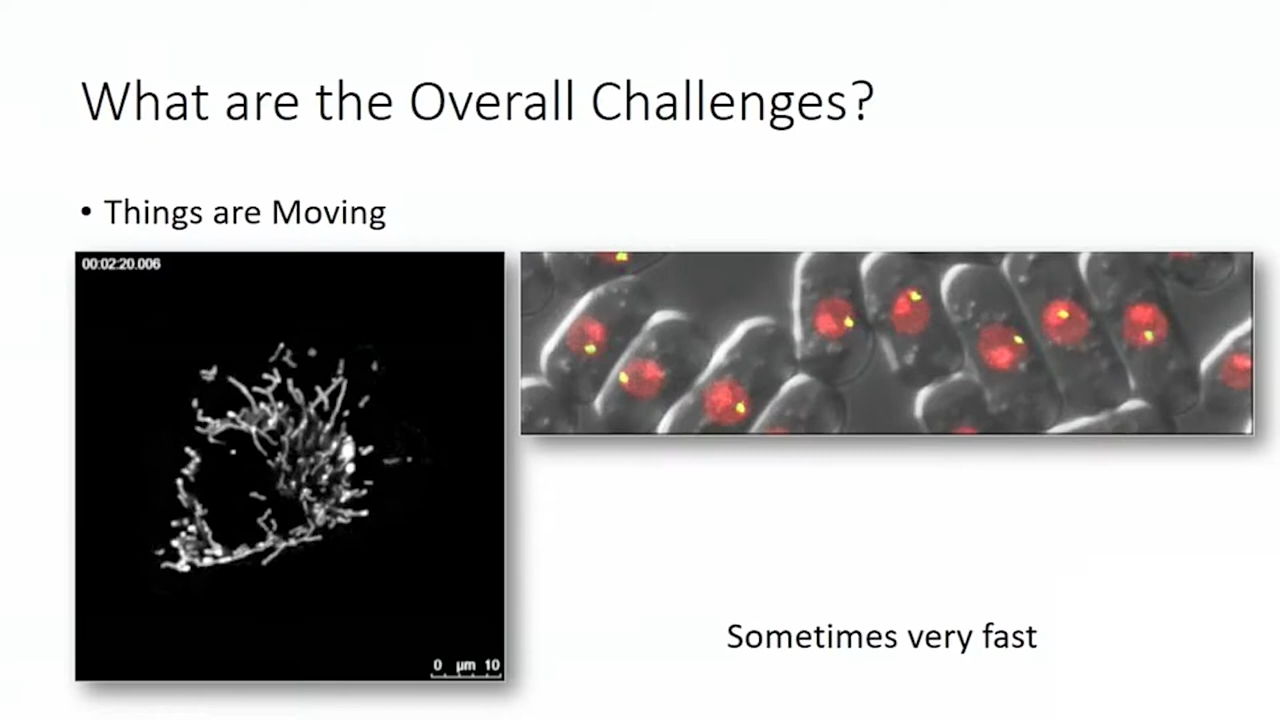 What are the Overall Challenges?
• Things are Moving
00:02:20.006
0 µm 10
Sometimes very fast